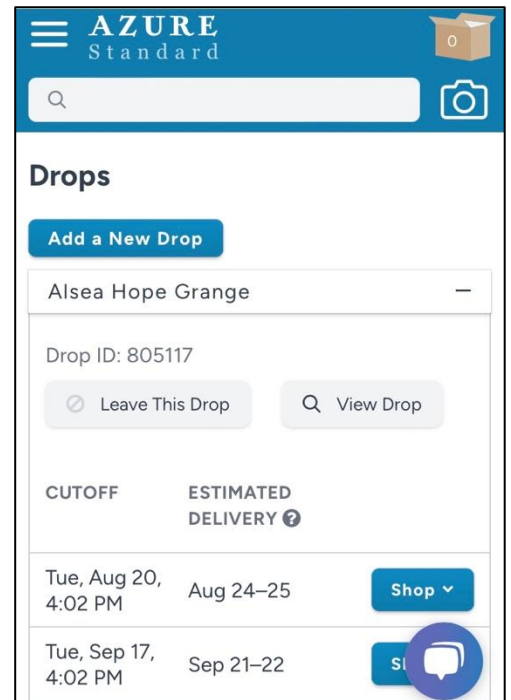 AZURE
Standard
0
Drops
Add a New Drop
Alsea Hope Grange
Drop ID: 805117
Leave This Drop
View Drop
CUTOFF
ESTIMATED
DELIVERY
Tue, Aug 20,
4:02 PM
Aug 24–25
Shop
Tue, Sep 17,
4:02 PM
Sep 21–22